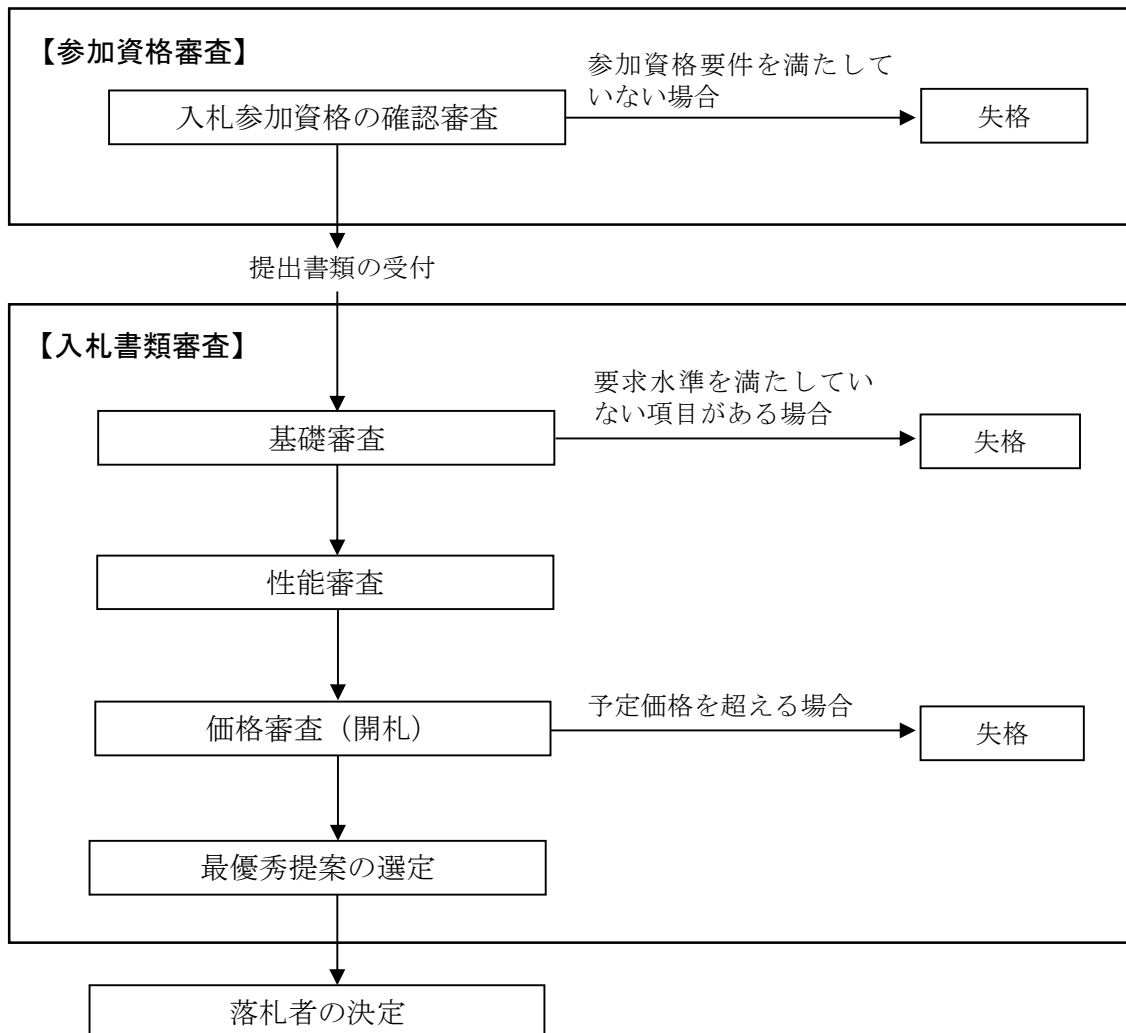 【参加資格審査】
参加資格要件を満たして
いない場合
入札参加資格の確認審査
失格
提出書類の受付
【入札書類審査】
要求水準を満たしてい
ない項目がある場合
基礎審査
失格
性能審査
予定価格を超える場合
価格審査（開札）
失格
最優秀提案の選定
落札者の決定